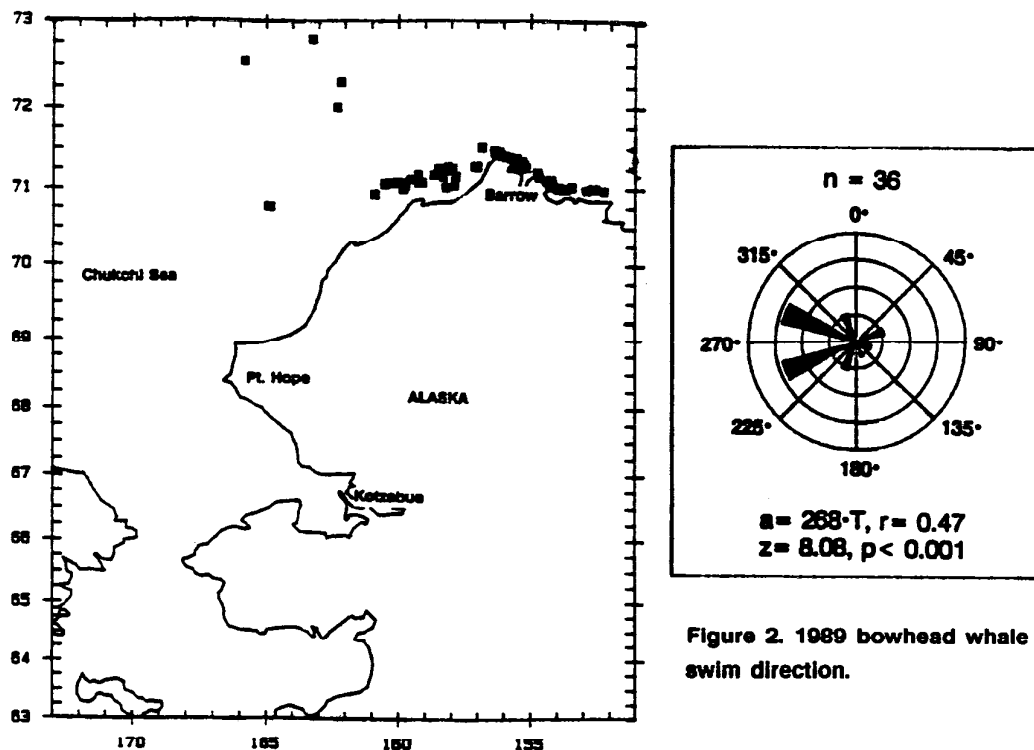 73
72
71
70
69
68
67
66
65
64
63
170
165
160
155
Barrow
Chukchi Sea
Pt. Hope
ALASKA
Kotzebue
n = 36
0°
315°
45°
270°
90°
225°
135°
180°
a= 268°T, r= 0.47
z= 8.08, p< 0.001
Figure 2. 1989 bowhead whale
swim direction.